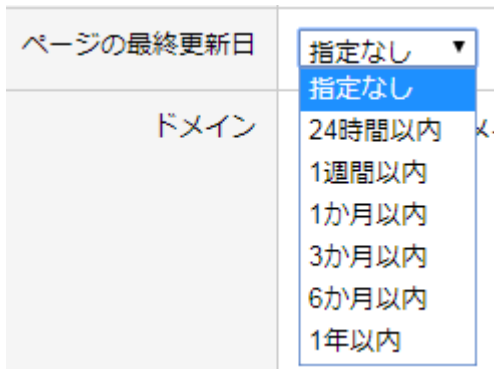 ページの最終更新日
指定なし ▼
指定なし
ドメイン
24時間以内
1週間以内
1か月以内
3か月以内
6か月以内
1年以内